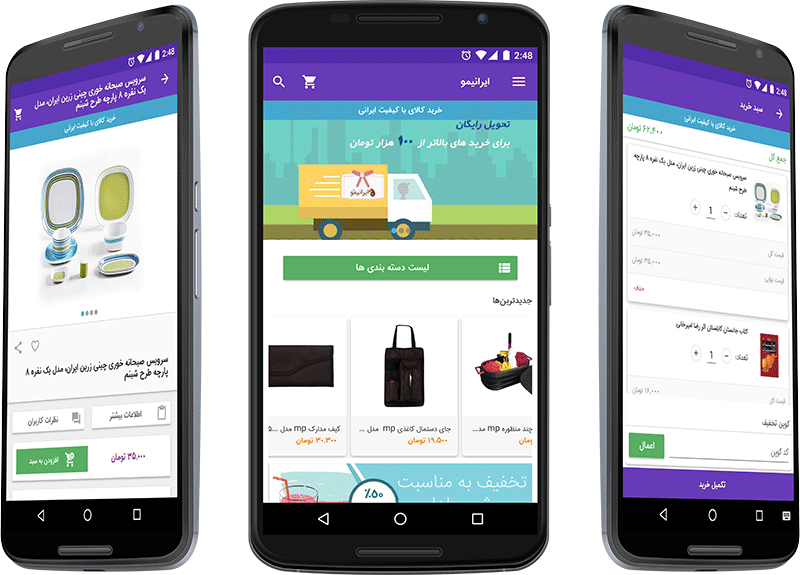 2:48
سرویس صبحانه خوری چینی زرین ایران، مدل
یک نفره ۸ پارچه طرح شبنم
خرید کالای با کیفیت ایرانی
سرویس صبحانه خوری چینی زرین ایران، مدل یک نفره ۸
پارچه طرح شبنم
اطلاعات بیشتر
نظرات کاربران
۳۵,۰۰۰ تومان
افزودن به سبد
2:48
ایرانیمو
خرید کالای با کیفیت ایرانی
تحویل رایگان
برای خرید های بالاتر از ۱۰۰ هزار تومان
ایرانیمو
لیست دسته بندی ها
جدیدترین‌ها
چند منظوره mp مد...
جای دستمال کاغذی mp مدل ...
۱۹,۵۰۰ تومان
کیف مدارک mp مدل ۵...
۳۰,۳۰۰ تومان
تخفیف به مناسبت
٪۵۰
2:48
سبد خرید
خرید کالای با کیفیت ایرانی
جمع کل
۶۲,۴۰۰ تومان
سرویس صبحانه خوری چینی زرین ایران، مدل یک نفره ۸ پارچه
طرح شبنم
تعداد: − 1 +
قیمت کل
۳۵,۰۰۰ تومان
قیمت نهایی
۳۵,۰۰۰ تومان
حذف
کتاب جانستان کابلستان اثر رضا امیرخانی
تعداد: − 1 +
قیمت کل
۱۶,۰۰۰ تومان
کوپن تخفیف
کد کوپن
اعمال
تکمیل خرید